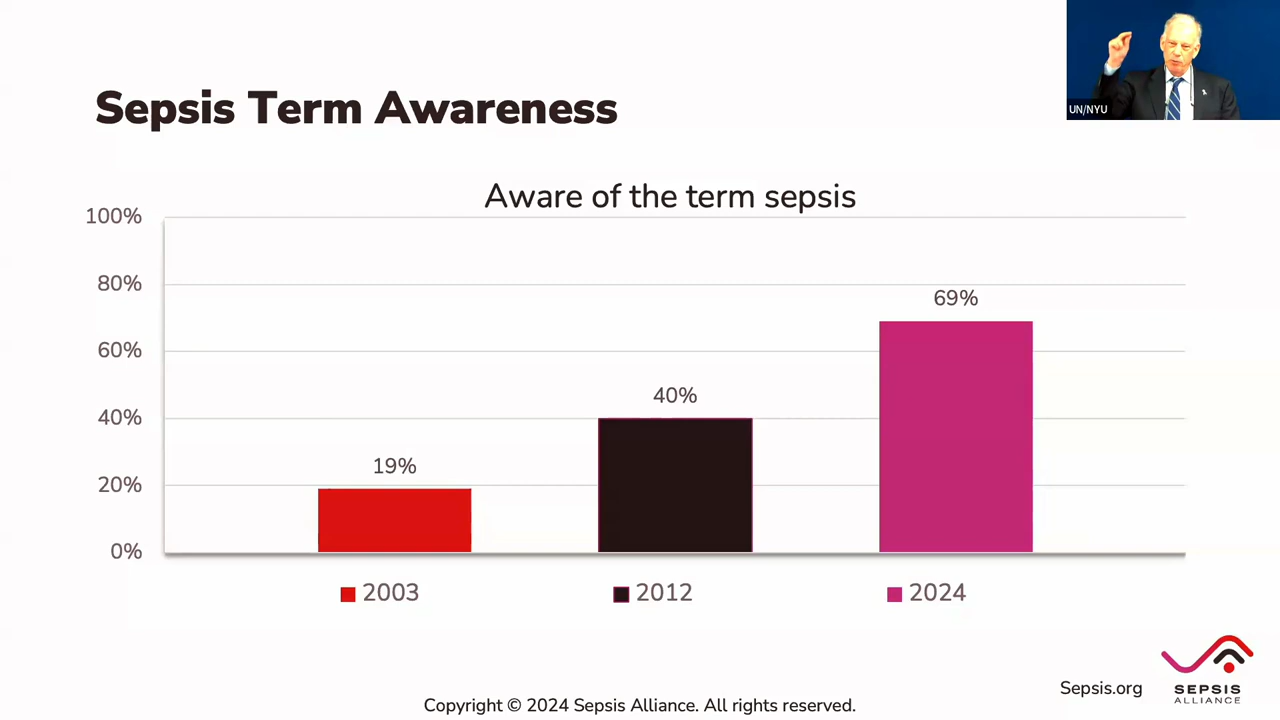 UN/NYU
Sepsis Term Awareness
Aware of the term sepsis
100%
80%
60%
40%
20%
0%
19%
40%
69%
2003
2012
2024
Sepsis.org
SEPSIS
ALLIANCE
Copyright © 2024 Sepsis Alliance. All rights reserved.